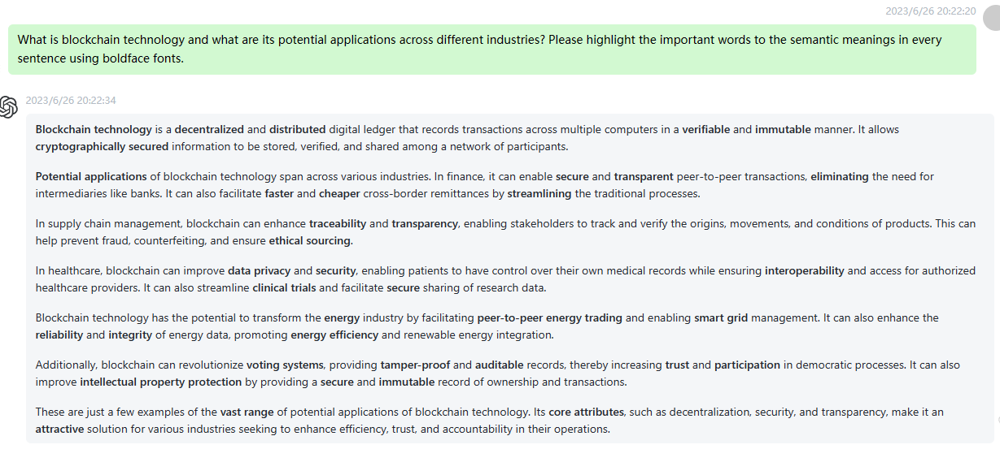 2023/6/26 20:22:20
What is blockchain technology and what are its potential applications across different industries? Please highlight the important words to the semantic meanings in every
sentence using boldface fonts.
2023/6/26 20:22:34
Blockchain technology is a decentralized and distributed digital ledger that records transactions across multiple computers in a verifiable and immutable manner. It allows
cryptographically secured information to be stored, verified, and shared among a network of participants.
Potential applications of blockchain technology span across various industries. In finance, it can enable secure and transparent peer-to-peer transactions, eliminating the need for
intermediaries like banks. It can also facilitate faster and cheaper cross-border remittances by streamlining the traditional processes.
In supply chain management, blockchain can enhance traceability and transparency, enabling stakeholders to track and verify the origins, movements, and conditions of products. This can
help prevent fraud, counterfeiting, and ensure ethical sourcing.
In healthcare, blockchain can improve data privacy and security, enabling patients to have control over their own medical records while ensuring interoperability and access for authorized
healthcare providers. It can also streamline clinical trials and facilitate secure sharing of research data.
Blockchain technology has the potential to transform the energy industry by facilitating peer-to-peer energy trading and enabling smart grid management. It can also enhance the
reliability and integrity of energy data, promoting energy efficiency and renewable energy integration.
Additionally, blockchain can revolutionize voting systems, providing tamper-proof and auditable records, thereby increasing trust and participation in democratic processes. It can also
improve intellectual property protection by providing a secure and immutable record of ownership and transactions.
These are just a few examples of the vast range of potential applications of blockchain technology. Its core attributes, such as decentralization, security, and transparency, make it an
attractive solution for various industries seeking to enhance efficiency, trust, and accountability in their operations.